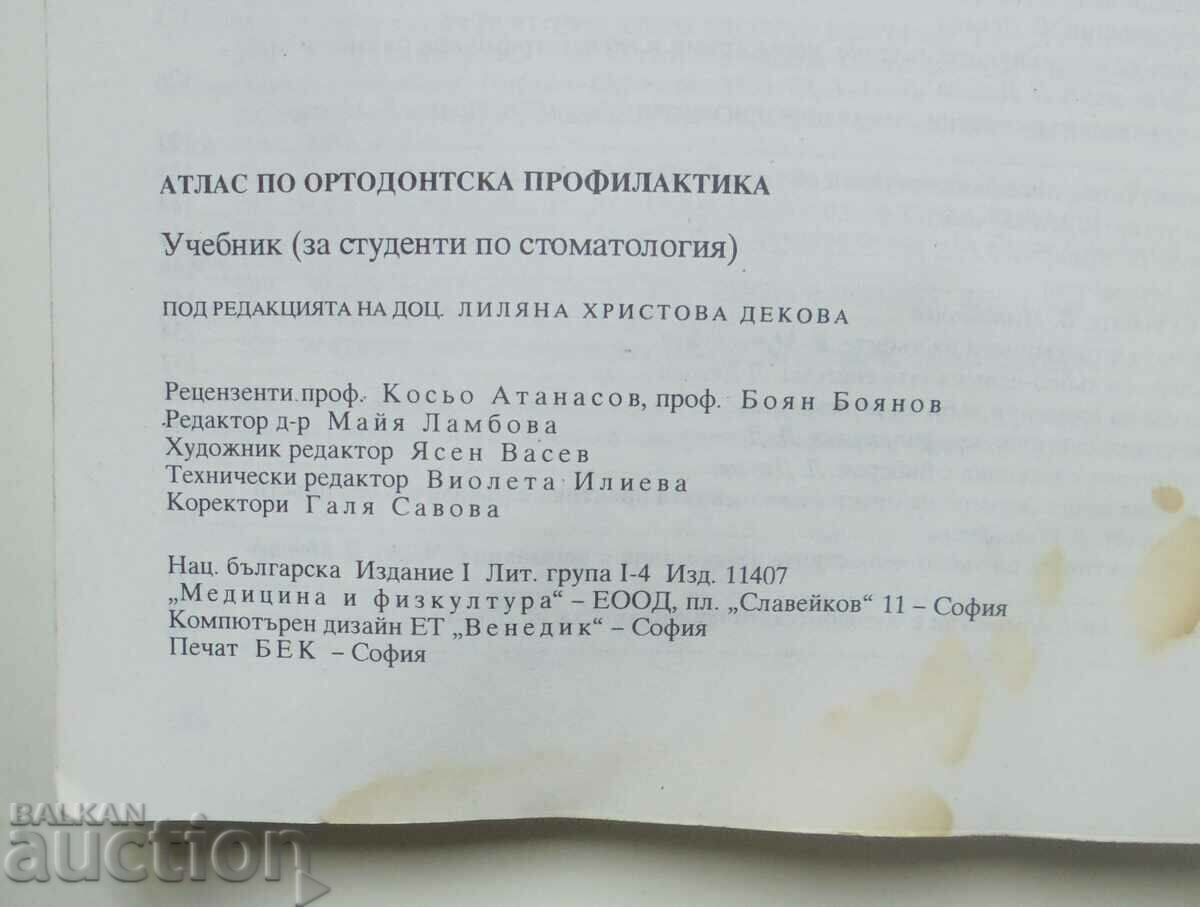 АТЛАС ПО ОРТОДОНТСКА ПРОФИЛАКТИКА
Учебник (за студенти по стоматология)
ПОД РЕДАКЦИЯТА НА ДОЦ. ЛИЛЯНА ХРИСТОВА ДЕКОВА
Рецензенти проф. Косьо Атанасов, проф. Боян Боянов
Редактор д-р Майя Ламбова
Художник редактор Ясен Васев
Технически редактор Виолета Илиева
Коректори Галя Савова
Нац. българска Издание I Лит. група I-4 Изд. 11407
„Медицина и физкултура“ – ЕООД, пл. „Славейков“ 11 – София
Компютърен дизайн ЕТ „Венедик“ – София
Печат БЕК – София
BALKAN
auction